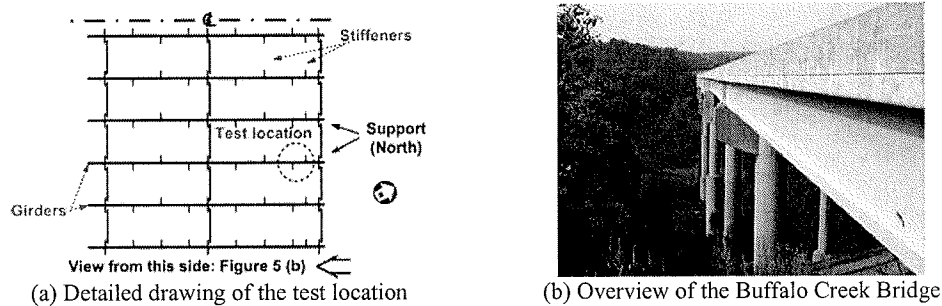 ℄
Stiffeners
Test location
Support
(North)
Girders
View from this side: Figure 5 (b)
(a) Detailed drawing of the test location
(b) Overview of the Buffalo Creek Bridge